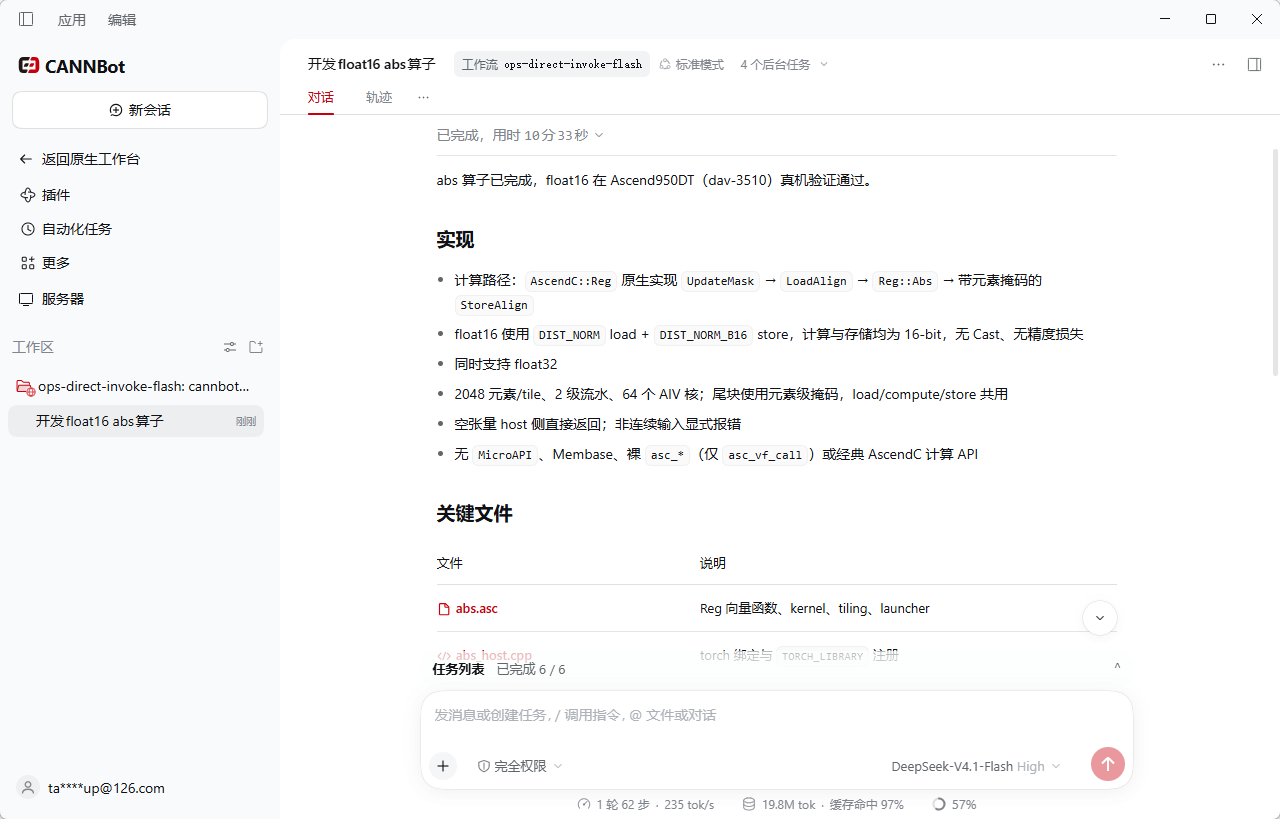 应用 编辑
CANNBot
新会话
返回原生工作台
插件
自动化任务
更多
服务器
工作区
ops-direct-invoke-flash: cannbot...
开发float16 abs算子 刚刚
ta****up@126.com
开发float16 abs算子 工作流 ops-direct-invoke-flash 标准模式 4 个后台任务
对话 轨迹 ...
已完成，用时 10分33秒
abs 算子已完成，float16 在 Ascend950DT（dav-3510）真机验证通过。
实现
计算路径： AscendC::Reg 原生实现 UpdateMask → LoadAlign → Reg::Abs → 带元素掩码的
StoreAlign
float16 使用 DIST_NORM load + DIST_NORM_B16 store，计算与存储均为 16-bit，无 Cast、无精度损失
同时支持 float32
2048 元素/tile、2 级流水、64 个 AIV 核；尾块使用元素级掩码，load/compute/store 共用
空张量 host 侧直接返回；非连续输入显式报错
无 MicroAPI 、Membase、裸 asc_* （仅 asc_vf_call ）或经典 AscendC 计算 API
关键文件
文件 说明
abs.asc Reg 向量函数、kernel、tiling、launcher
abs_host.cpp torch 绑定与 TORCH_LIBRARY 注册
任务列表 已完成 6 / 6
发消息或创建任务, / 调用指令, @ 文件或对话
完全权限 DeepSeek-V4.1-Flash High
1 轮 62 步 · 235 tok/s 19.8M tok · 缓存命中 97% 57%